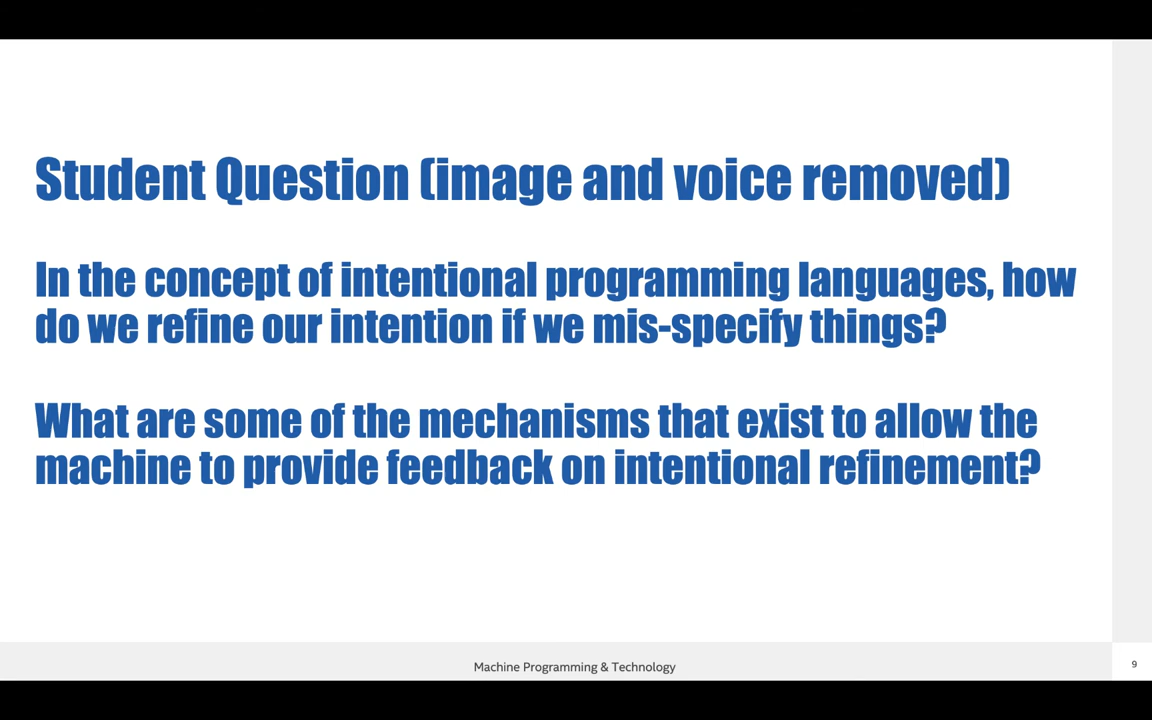 Student Question (image and voice removed)
In the concept of intentional programming languages, how
do we refine our intention if we mis-specify things?
What are some of the mechanisms that exist to allow the
machine to provide feedback on intentional refinement?
Machine Programming & Technology
9